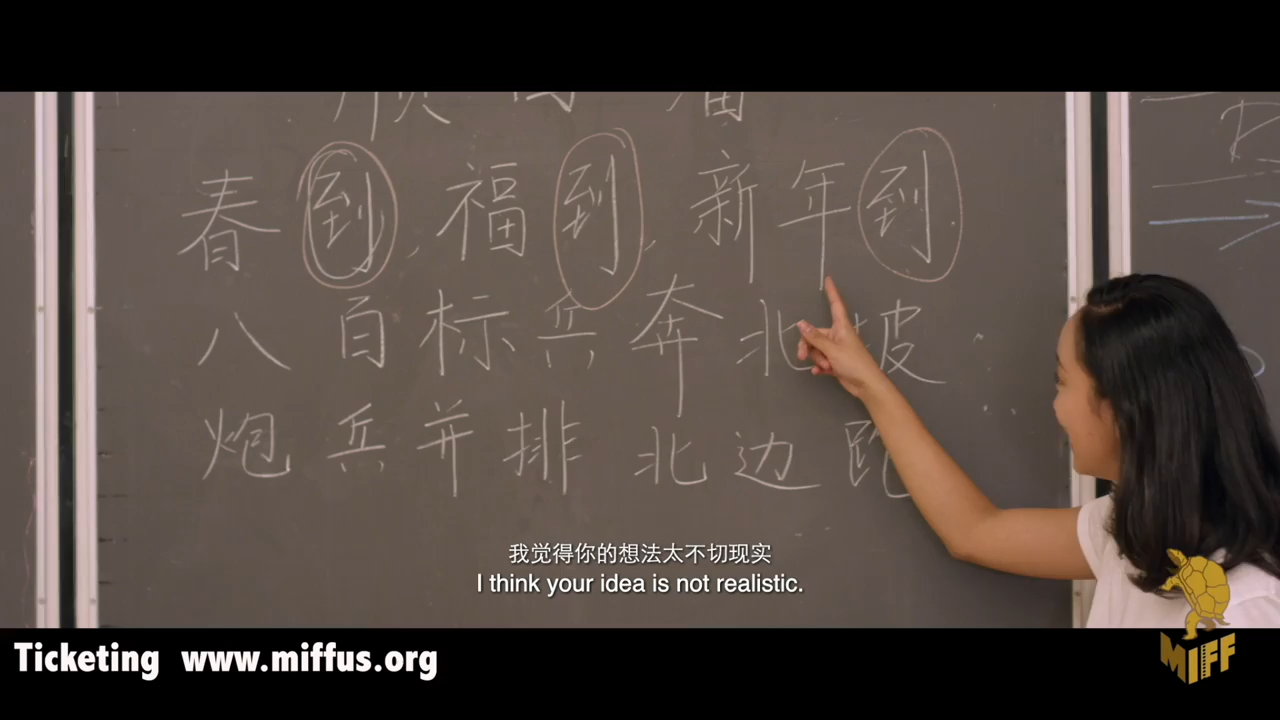 春到,福到,新年到
八百标兵奔北坡
炮兵并排北边跑
我觉得你的想法太不切现实
I think your idea is not realistic.
Ticketing www.miffus.org
MIFF